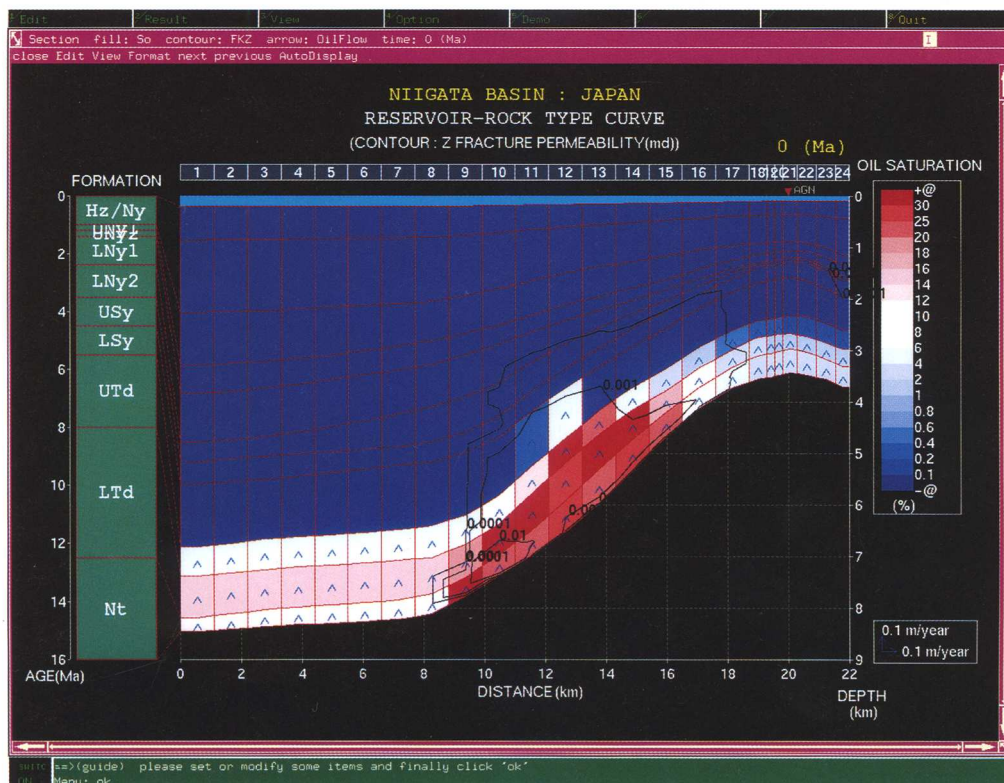 Edit Result View Option Demo Quit
Section fill: So contour: FKZ arrow: OilFlow time: 0 (Ma) I
close Edit View Format next previous AutoDisplay
NIIGATA BASIN : JAPAN
RESERVOIR-ROCK TYPE CURVE
(CONTOUR : Z FRACTURE PERMEABILITY(md))
0 (Ma)
FORMATION
1 2 3 4 5 6 7 8 9 10 11 12 13 14 15 16 17 18 21 22 23 24
OIL SATURATION
AGN
0
2
4
6
8
10
12
14
16
AGE(Ma)
Hz/Ny
LNy1
LNy2
USy
LSy
UTd
LTd
Nt
0.001
0.0001
0.01
0.0001
0
1
2
3
4
5
6
7
8
9
DEPTH
(km)
0 2 4 6 8 10 12 14 16 18 20 22
DISTANCE (km)
+@
30
25
20
18
16
14
12
10
8
6
4
2
1
0.8
0.6
0.4
0.2
0.1
-@
(%)
0.1 m/year
0.1 m/year
==>(guide) please set or modify some items and finally click "ok"
Menu: ok